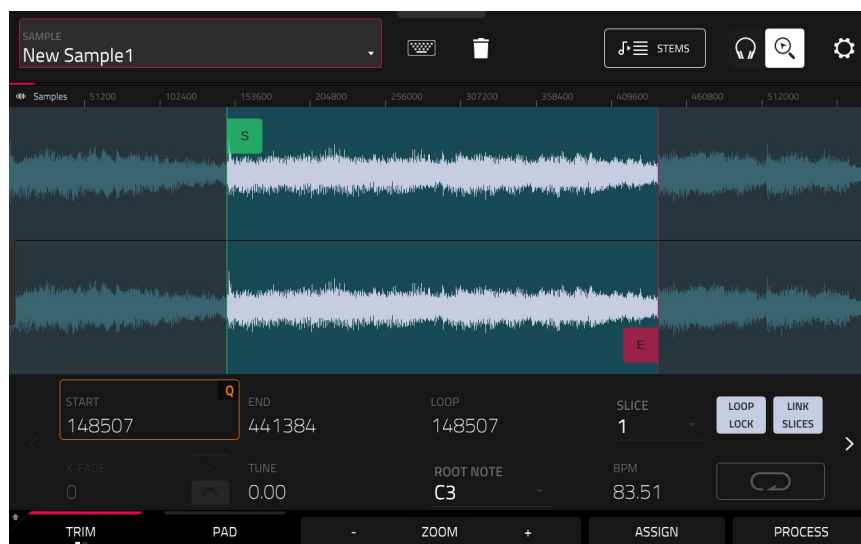 SAMPLE
New Sample1
STEMS
Samples 51200 102400 153600 204800 256000 307200 358400 409600 460800 512000
S
E
START Q END LOOP SLICE LOOP LOCK LINK SLICES
148507 441384 148507 1
X-FADE TUNE ROOT NOTE BPM
0 0.00 C3 83.51
TRIM PAD - ZOOM + ASSIGN PROCESS